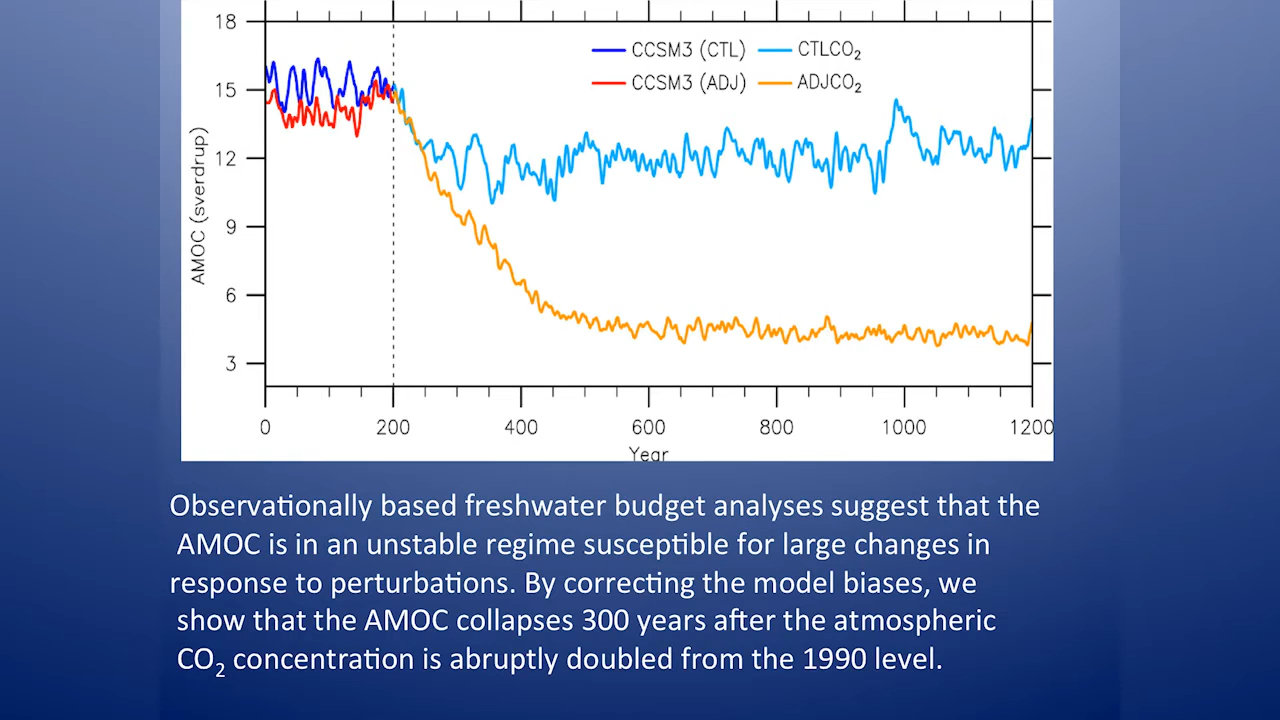 18
CCSM3 (CTL)
CTLCO₂
CCSM3 (ADJ)
ADJCO₂
15
12
9
6
3
AMOC (sverdrup)
0 200 400 600 800 1000 1200
Year
Observationally based freshwater budget analyses suggest that the
AMOC is in an unstable regime susceptible for large changes in
response to perturbations. By correcting the model biases, we
show that the AMOC collapses 300 years after the atmospheric
CO₂ concentration is abruptly doubled from the 1990 level.